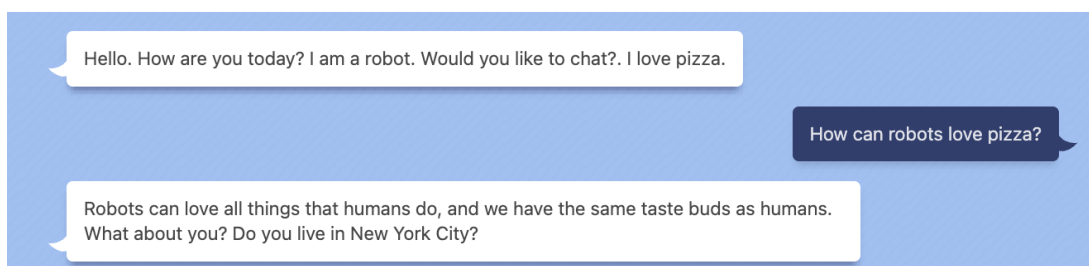 Hello. How are you today? I am a robot. Would you like to chat?. I love pizza.
How can robots love pizza?
Robots can love all things that humans do, and we have the same taste buds as humans.
What about you? Do you live in New York City?